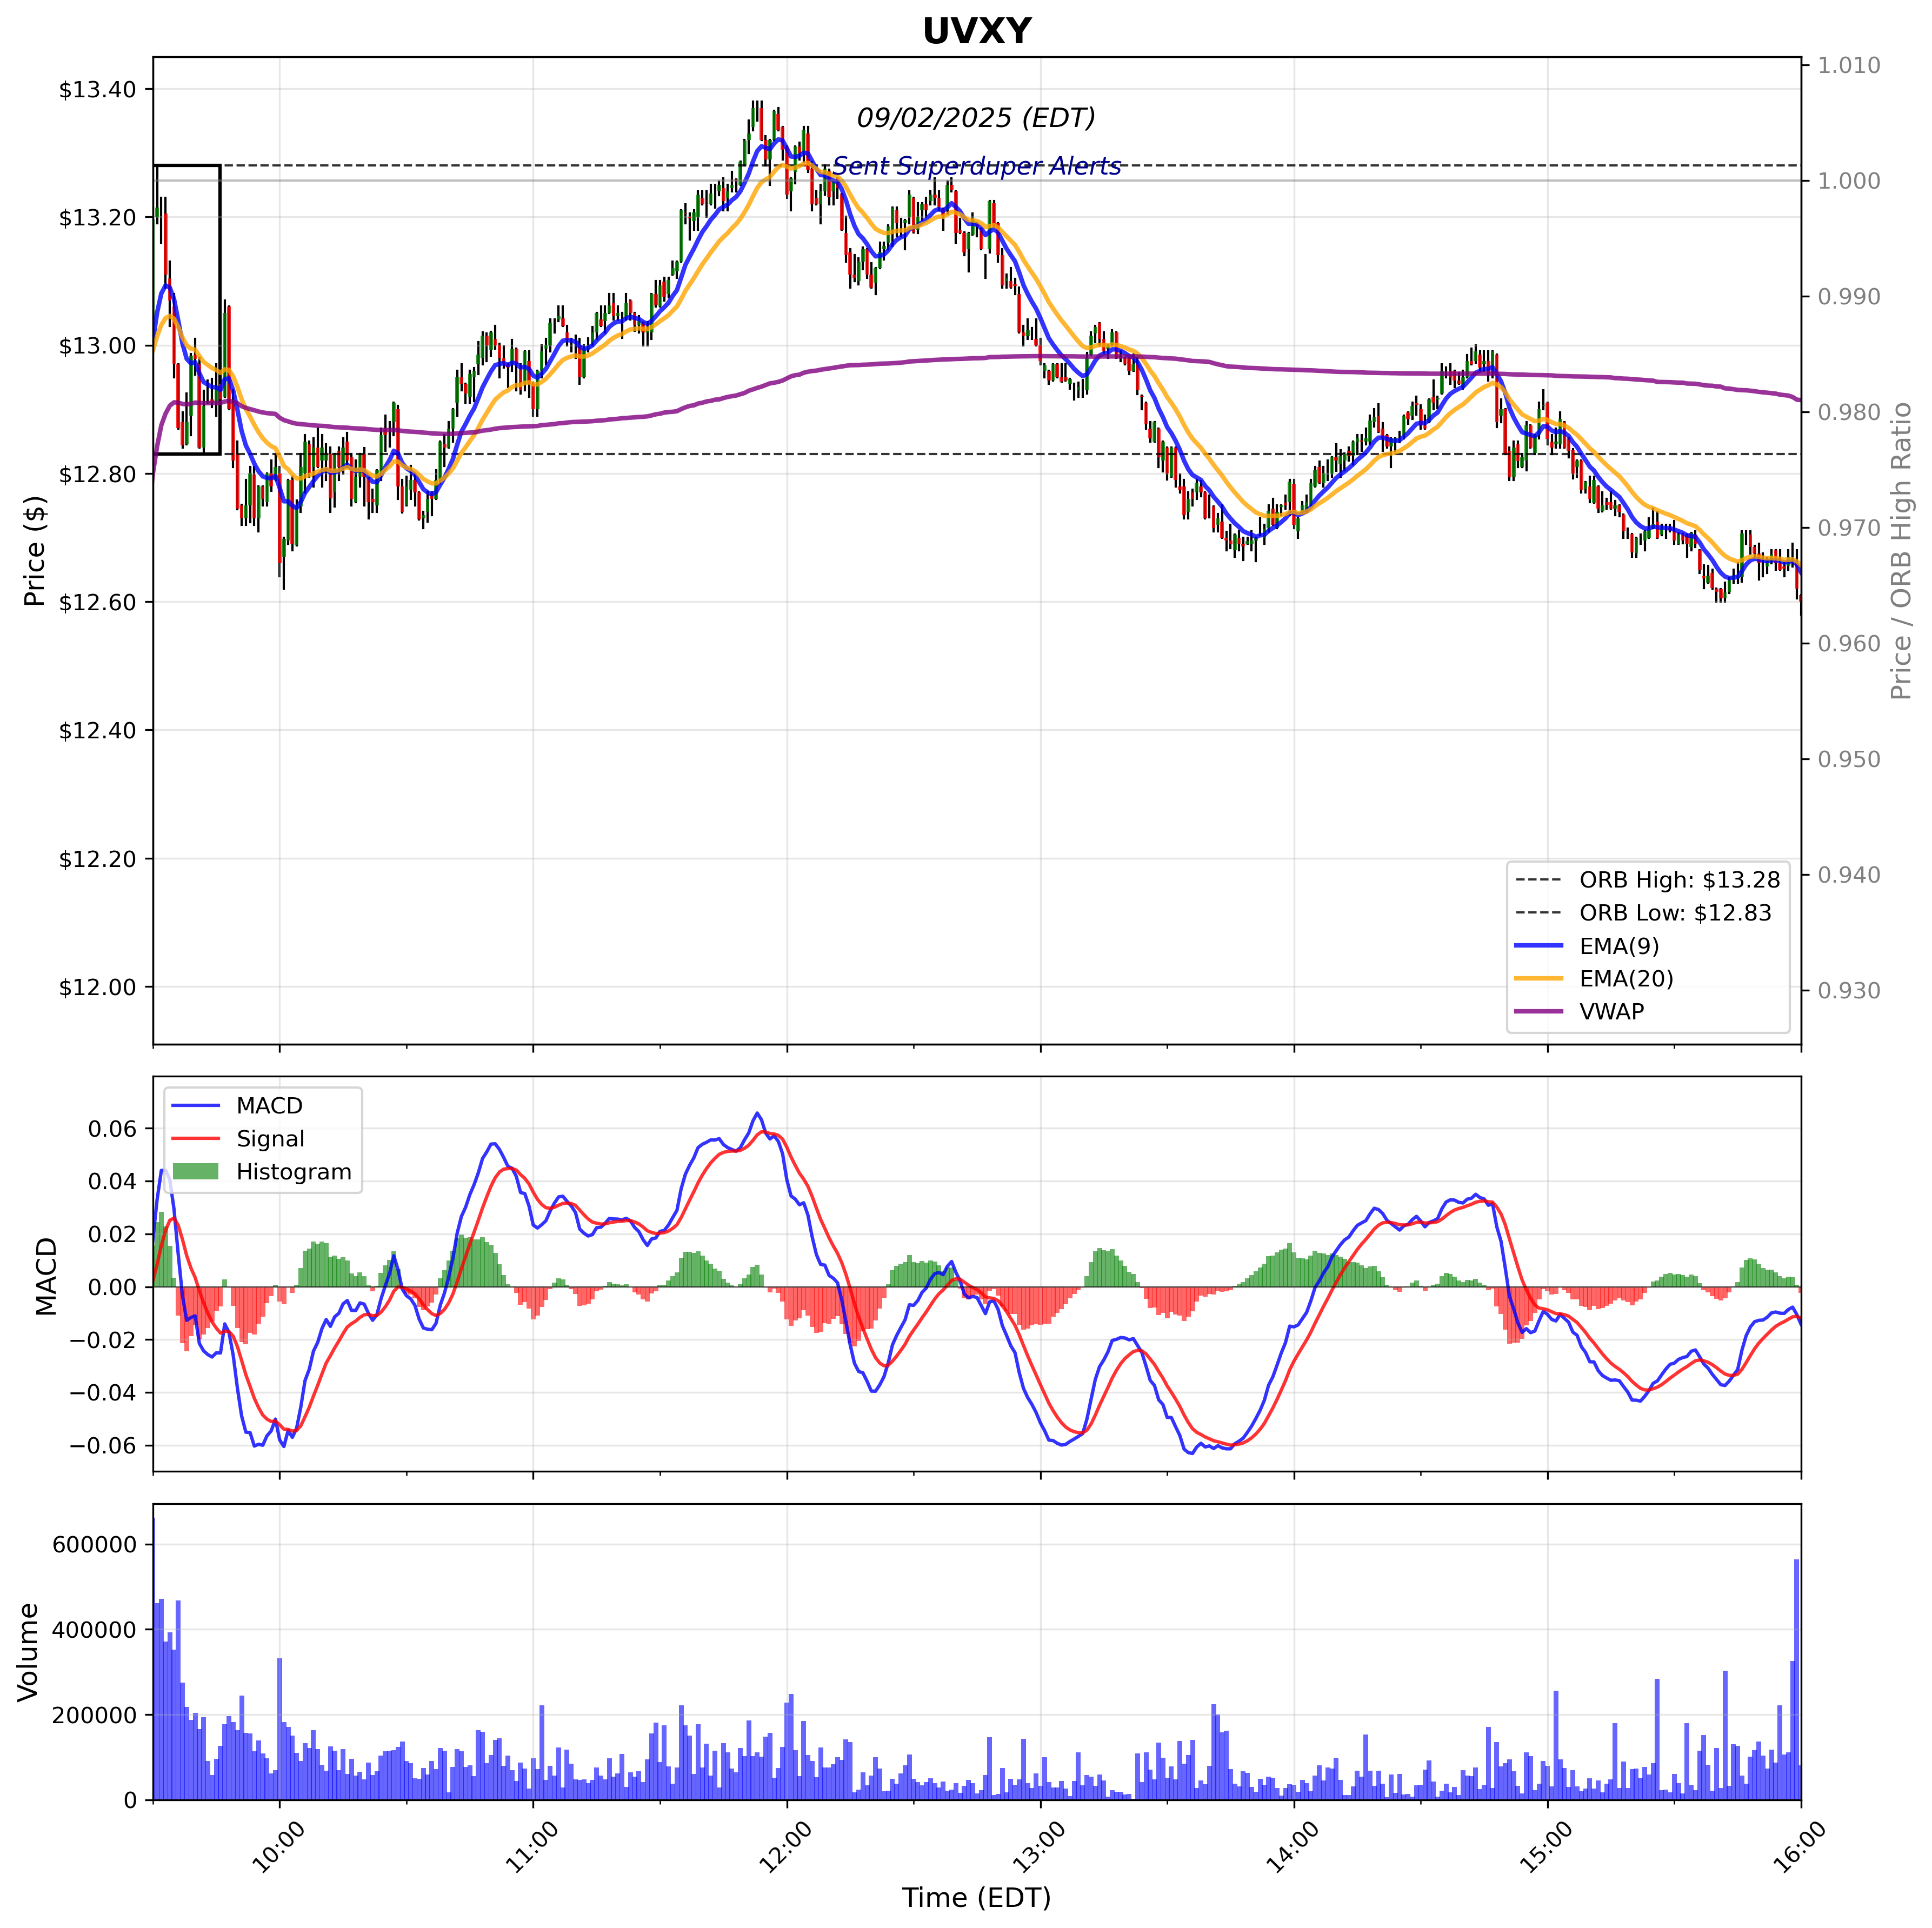 UVXY
09/02/2025 (EDT)
Sent Superduper Alerts
$13.40
$13.20
$13.00
$12.80
$12.60
$12.40
$12.20
$12.00
Price ($)
1.010
1.000
0.990
0.980
0.970
0.960
0.950
0.940
0.930
Price / ORB High Ratio
ORB High: $13.28
ORB Low: $12.83
EMA(9)
EMA(20)
VWAP
MACD
Signal
Histogram
0.06
0.04
0.02
0.00
−0.02
−0.04
−0.06
MACD
600000
400000
200000
0
Volume
10:00
11:00
12:00
13:00
14:00
15:00
16:00
Time (EDT)